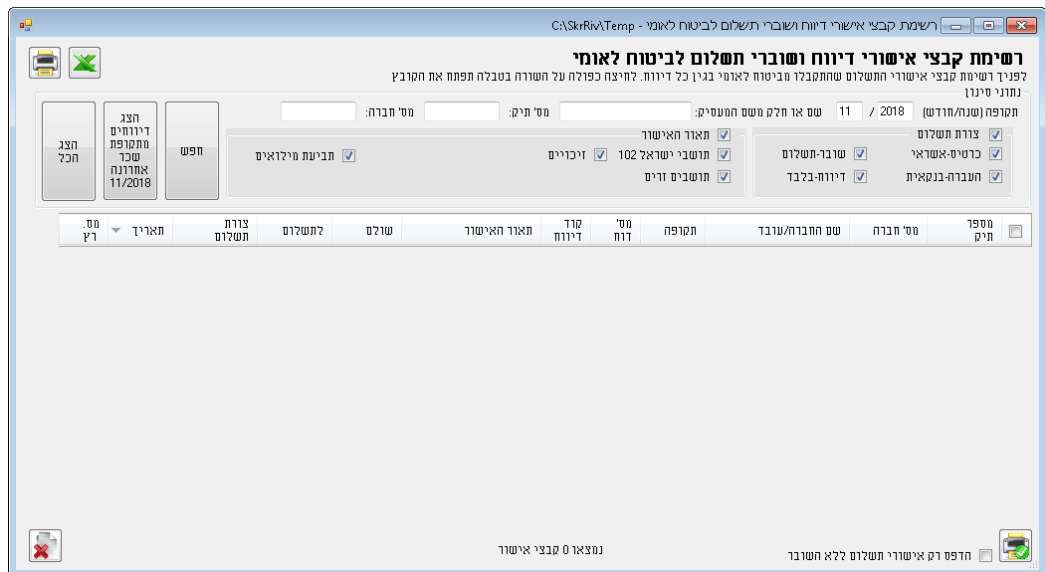 רשימת קבצי אישורי דיווח ושוברי תשלום לביטוח לאומי - C:\SkrRiv\Temp
רשימת קבצי אישורי דיווח ושוברי תשלום לביטוח לאומי
לפניך רשימת קבצי אישורי התשלום שהתקבלו מביטוח לאומי בגין כל דיווח. לחיצה כפולה על השורה בטבלה תפתח את הקובץ
נתוני סינון
תקופה (שנה/חודש) 2018 / 11 שם או חלק משם המעסיק: מס' תיק: מס' חברה:
צורת תשלום
כרטיס-אשראי שובר-תשלום
העברה-בנקאית דיווח-בלבד
תאור האישור
תושבי ישראל 102 זיכויים תביעת מילואים
תושבים זרים
חפש
הצג
דיווחים
מתקופת
שכר
אחרונה
11/2018
הצג
הכל
מספר תיק מס' חברה שם החברה/עובד תקופה מס' דוח קוד דיווח תאור האישור שולם לתשלום צורת תשלום תאריך מס. רץ
נמצאו 0 קבצי אישור
הדפס רק אישורי תשלום ללא השובר